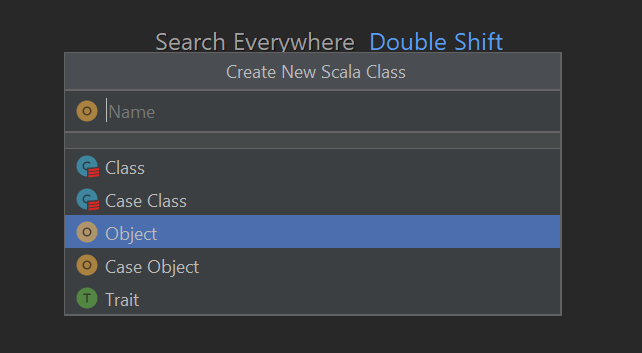 Search Everywhere Double Shift
Create New Scala Class
O Name
C Class
C Case Class
O Object
O Case Object
T Trait